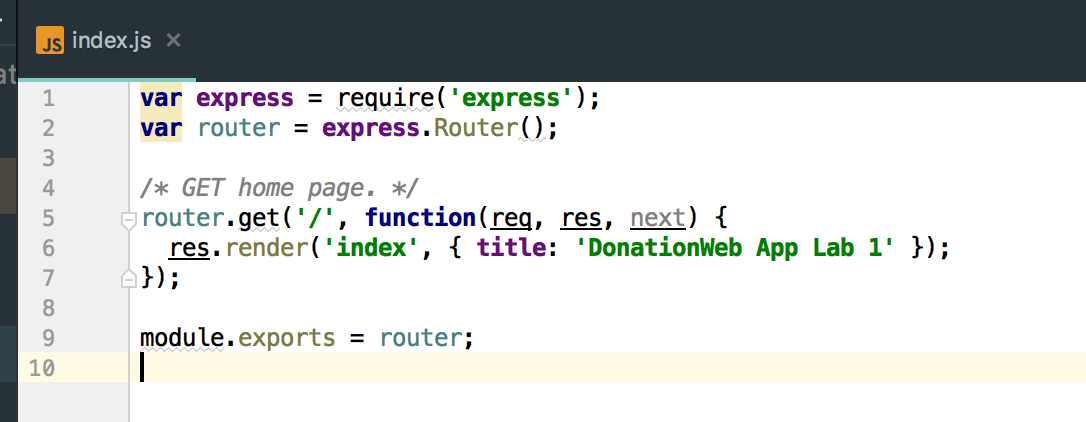 JS index.js ×
at
1 var express = require('express');
2 var router = express.Router();
3
4 /* GET home page. */
5 router.get('/', function(req, res, next) {
6   res.render('index', { title: 'DonationWeb App Lab 1' });
7 });
8
9 module.exports = router;
10